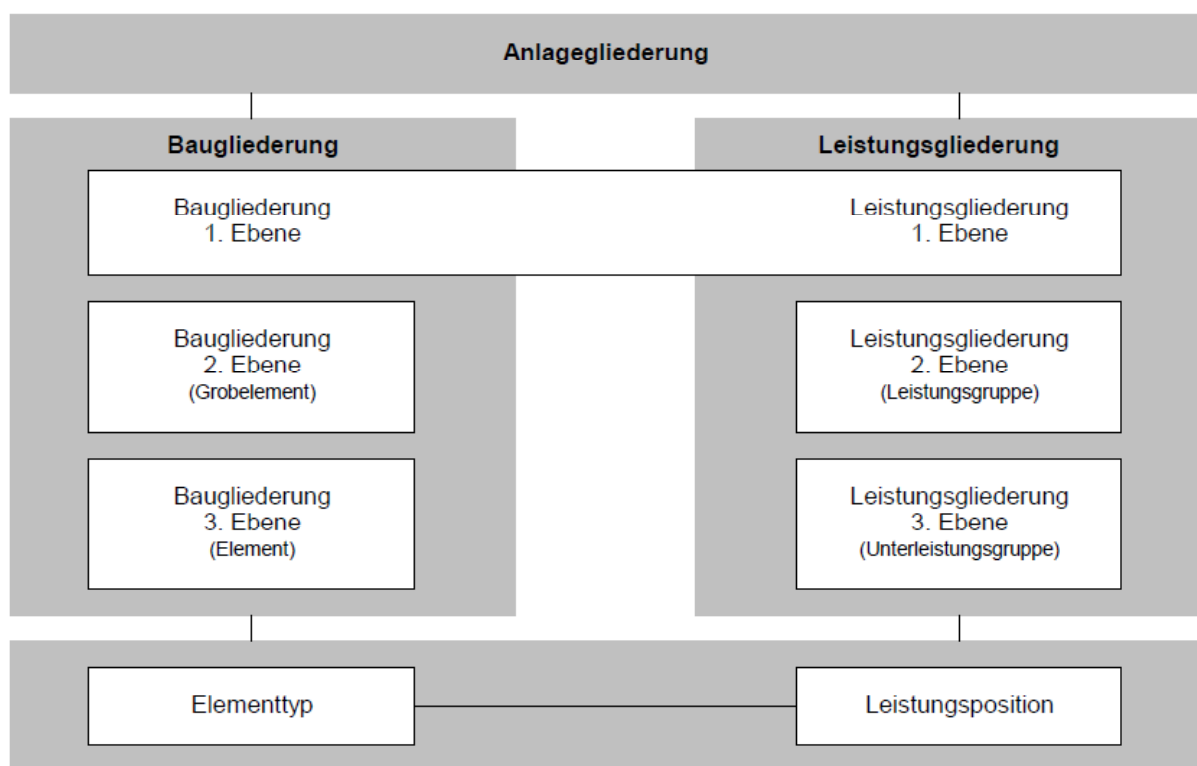 Anlagegliederung
Baugliederung
Leistungsgliederung
Baugliederung
1. Ebene
Leistungsgliederung
1. Ebene
Baugliederung
2. Ebene
(Grobelement)
Leistungsgliederung
2. Ebene
(Leistungsgruppe)
Baugliederung
3. Ebene
(Element)
Leistungsgliederung
3. Ebene
(Unterleistungsgruppe)
Elementtyp
Leistungsposition